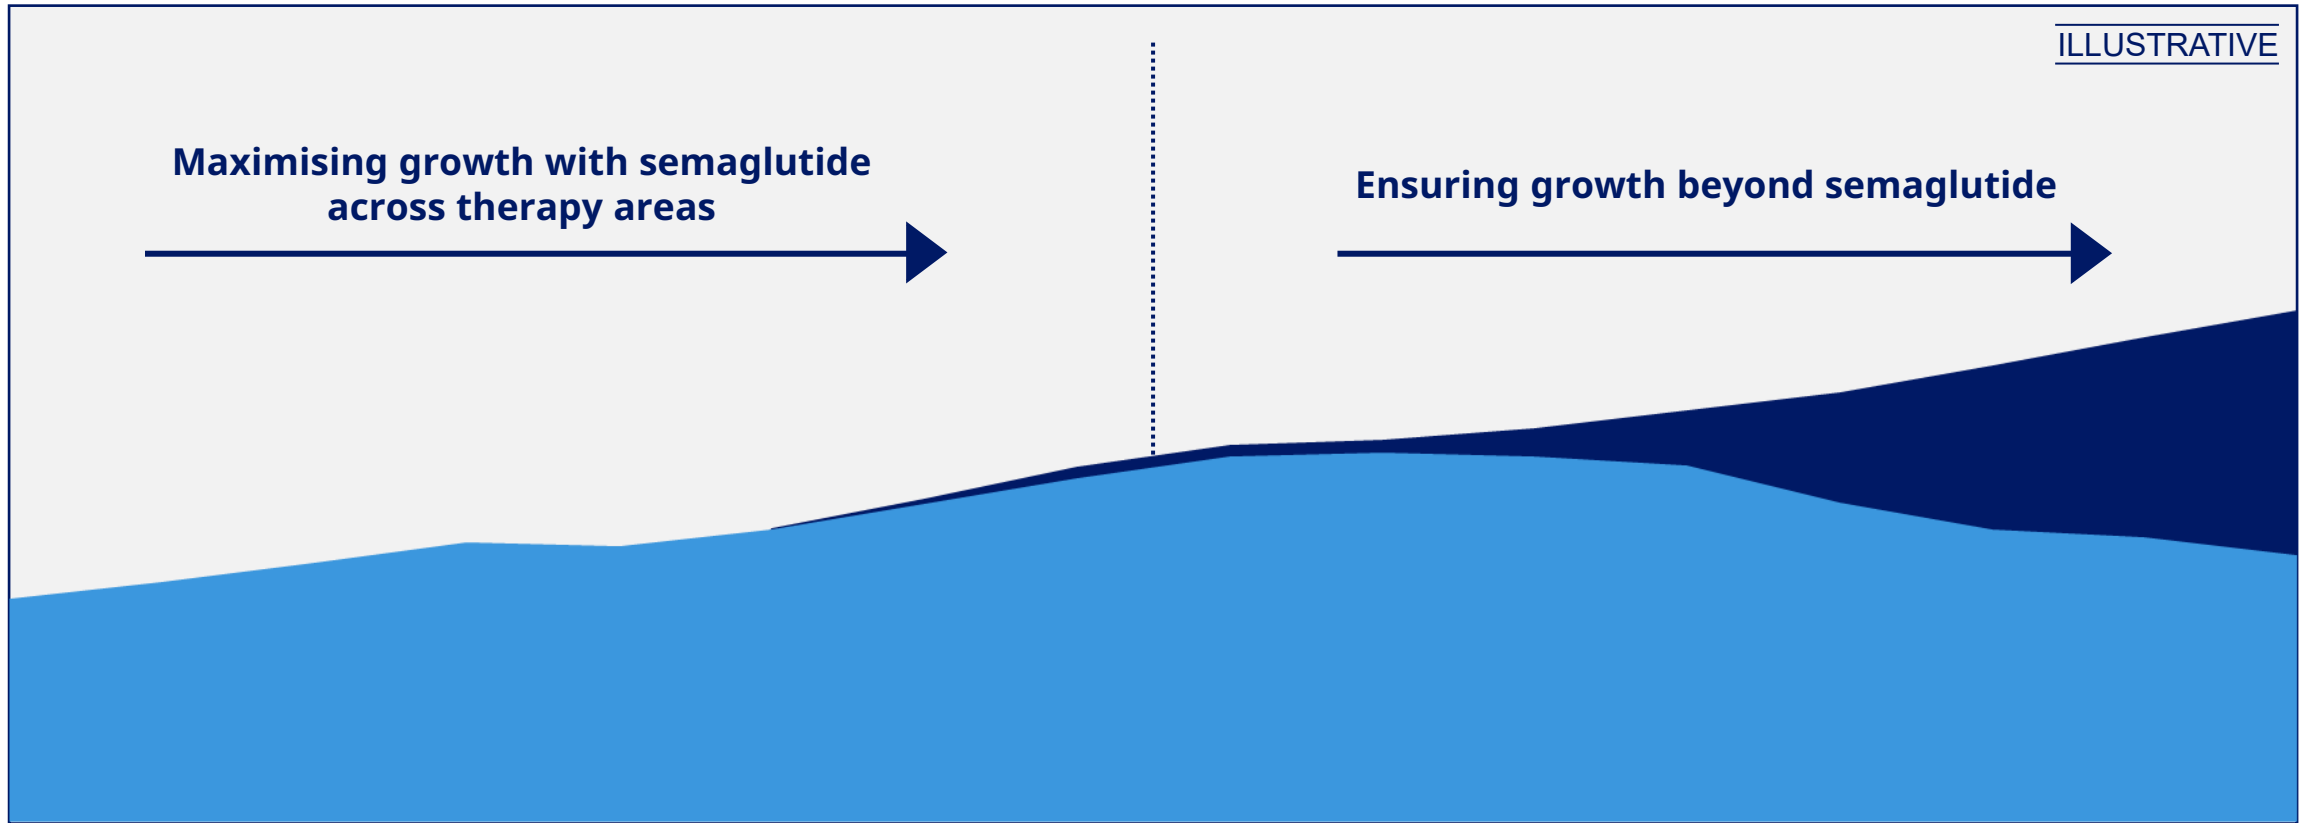 ILLUSTRATIVE
Maximising growth with semaglutide
across therapy areas
Ensuring growth beyond semaglutide